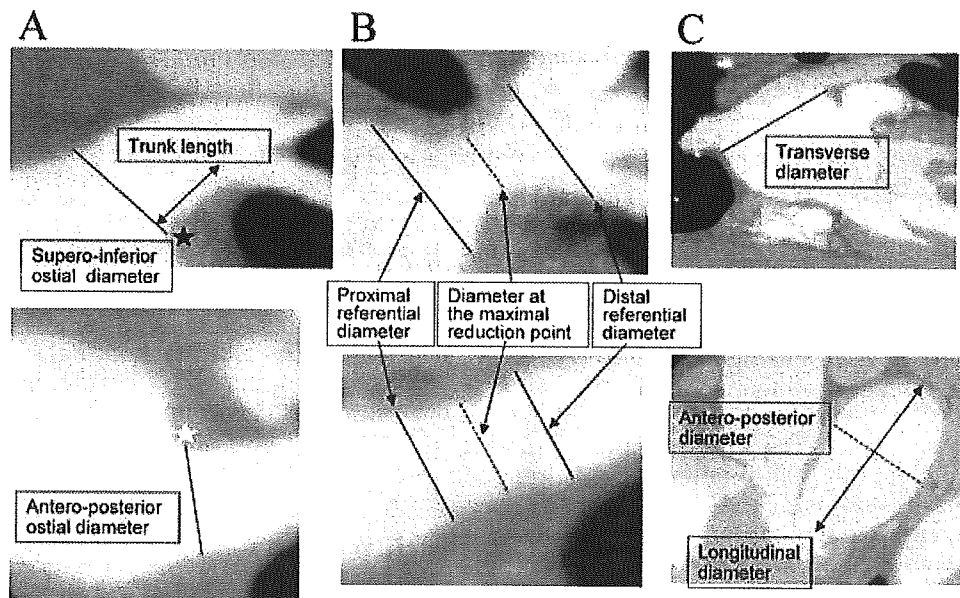 A
B
C
Trunk length
Supero-inferior
ostial diameter
Antero-posterior
ostial diameter
Proximal
referential
diameter
Diameter at
the maximal
reduction point
Distal
referential
diameter
Transverse
diameter
Antero-posterior
diameter
Longitudinal
diameter